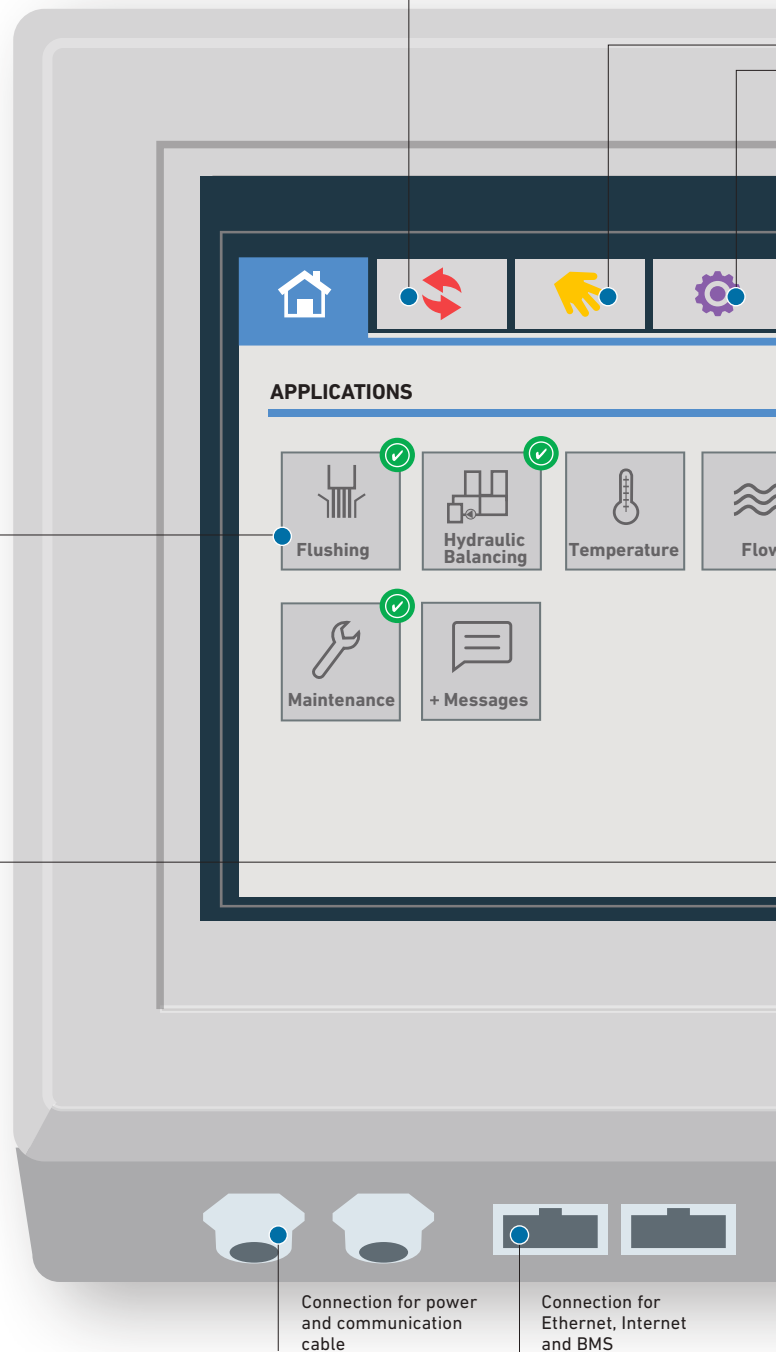 APPLICATIONS
Flushing
Hydraulic
Balancing
Temperature
Maintenance
+ Messages
Connection for power
and communication
cable
Connection for
Ethernet, Internet
and BMS